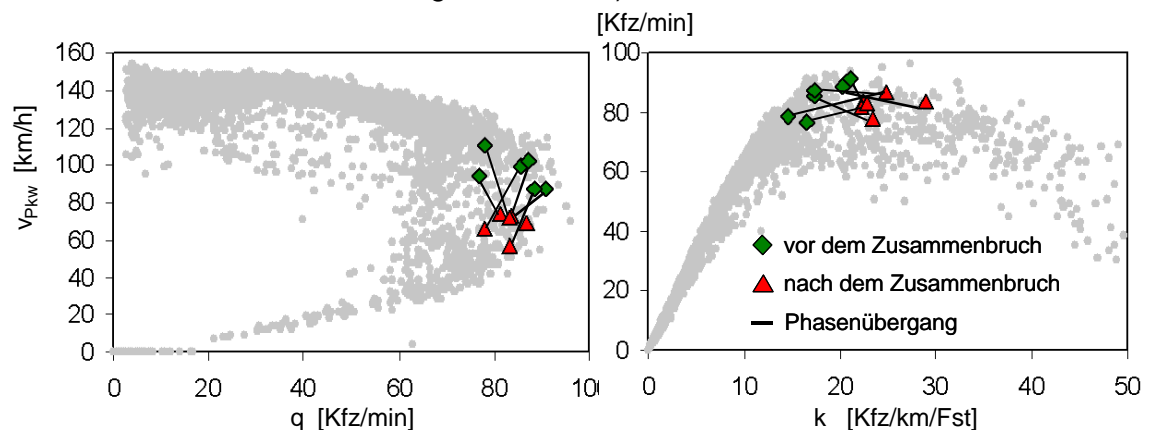 [Kfz/min]
160
140
120
100
80
60
40
20
0
v_Pkw [km/h]
0 20 40 60 80 10
q [Kfz/min]
100
80
60
40
20
0
vor dem Zusammenbruch
nach dem Zusammenbruch
Phasenübergang
0 10 20 30 40 50
k [Kfz/km/Fst]